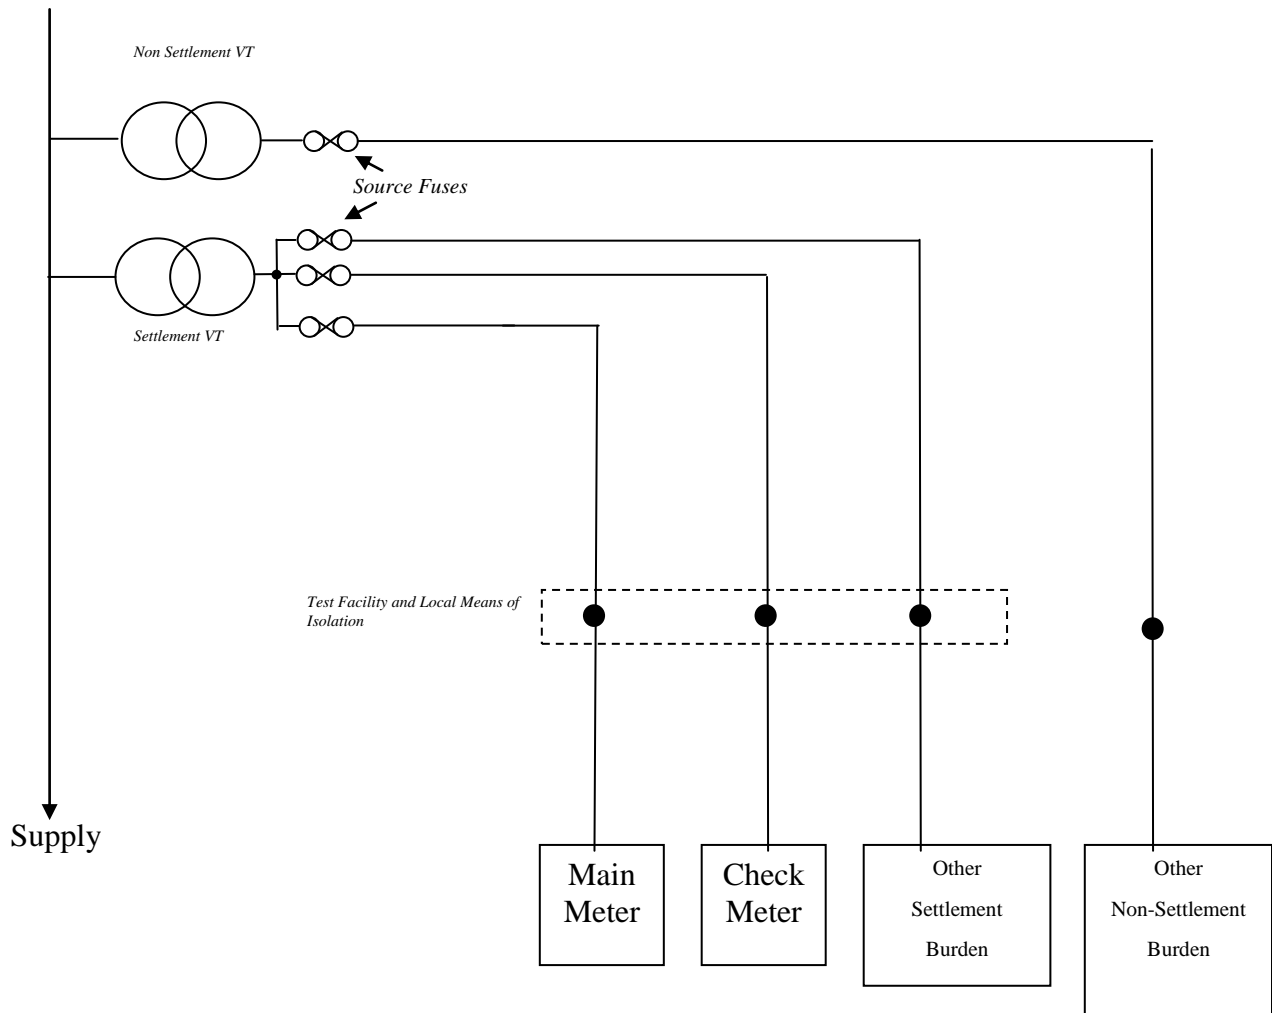 Non Settlement VT
Source Fuses
Settlement VT
Test Facility and Local Means of
Isolation
Supply
Main
Meter
Check
Meter
Other
Settlement
Burden
Other
Non-Settlement
Burden